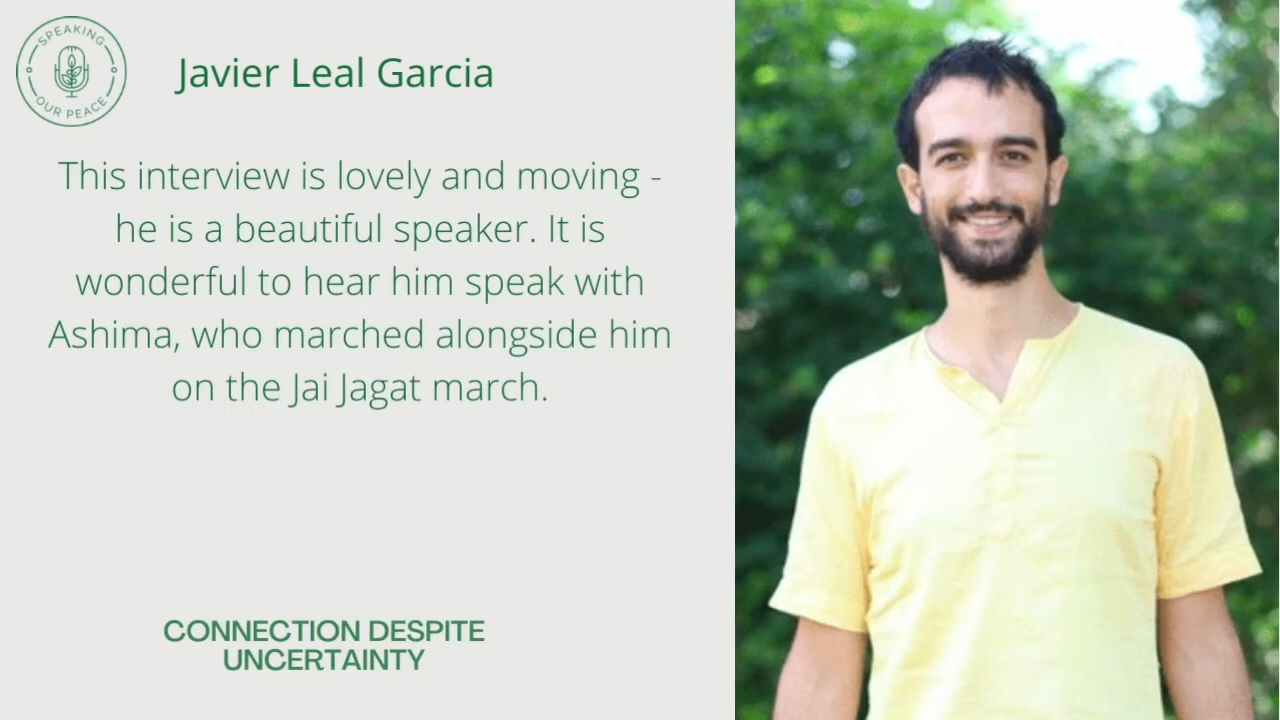 SPEAKING
OUR PEACE
Javier Leal Garcia
This interview is lovely and moving -
he is a beautiful speaker. It is
wonderful to hear him speak with
Ashima, who marched alongside him
on the Jai Jagat march.
CONNECTION DESPITE
UNCERTAINTY